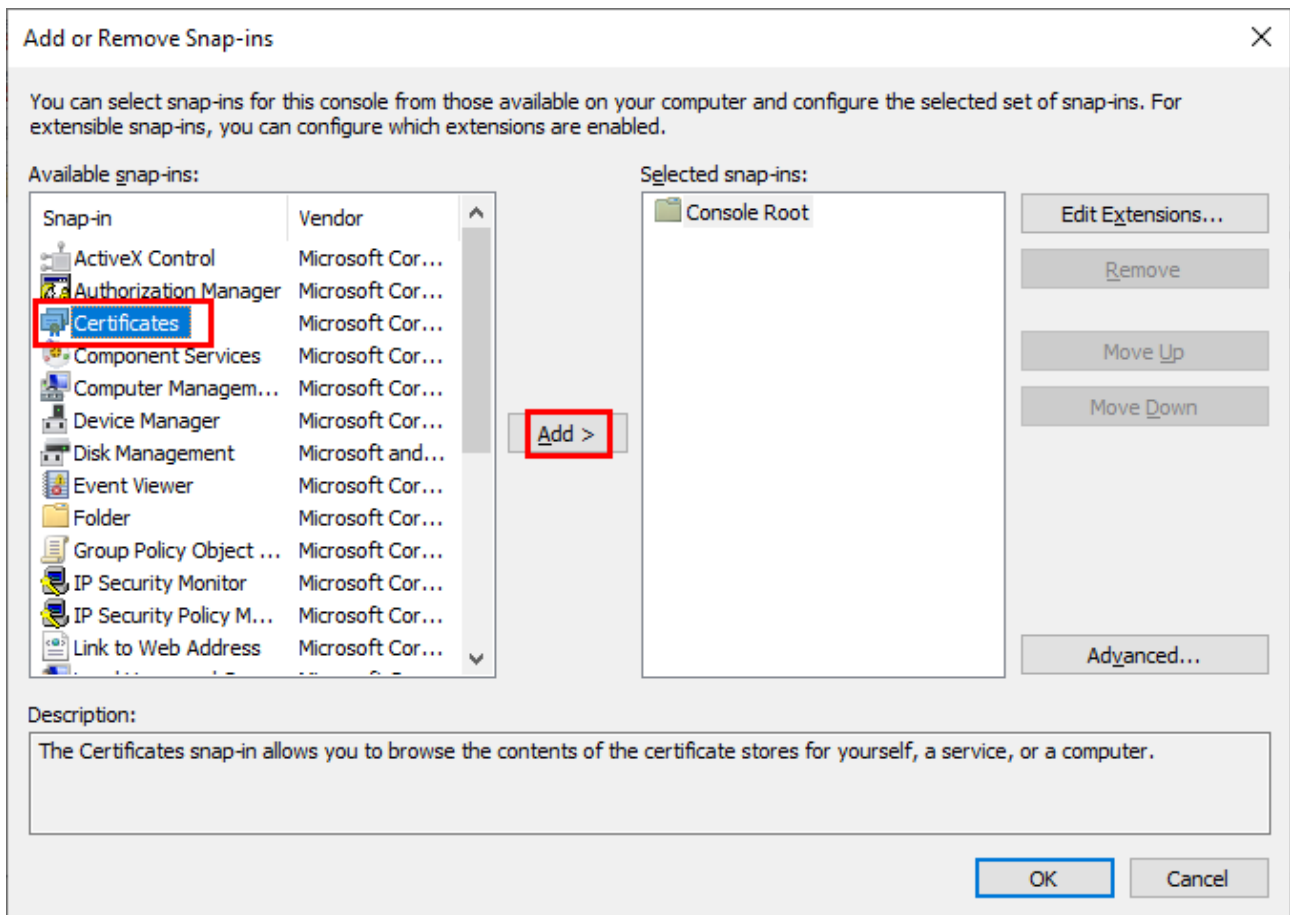 Add or Remove Snap-ins
You can select snap-ins for this console from those available on your computer and configure the selected set of snap-ins. For
extensible snap-ins, you can configure which extensions are enabled.
Available snap-ins:
Snap-in Vendor
ActiveX Control Microsoft Cor...
Authorization Manager Microsoft Cor...
Certificates Microsoft Cor...
Component Services Microsoft Cor...
Computer Managem... Microsoft Cor...
Device Manager Microsoft Cor...
Disk Management Microsoft and...
Event Viewer Microsoft Cor...
Folder Microsoft Cor...
Group Policy Object ... Microsoft Cor...
IP Security Monitor Microsoft Cor...
IP Security Policy M... Microsoft Cor...
Link to Web Address Microsoft Cor...
Add >
Selected snap-ins:
Console Root
Edit Extensions...
Remove
Move Up
Move Down
Advanced...
Description:
The Certificates snap-in allows you to browse the contents of the certificate stores for yourself, a service, or a computer.
OK Cancel